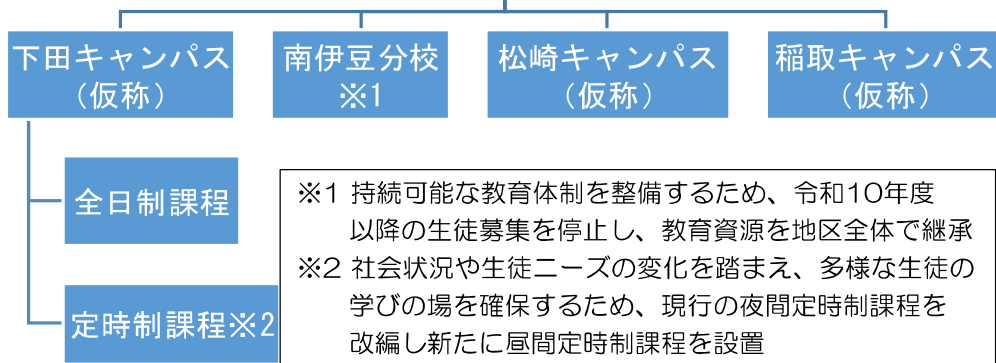 下田キャンパス
（仮称）
南伊豆分校
※1
松崎キャンパス
（仮称）
稲取キャンパス
（仮称）
全日制課程
定時制課程※2
※1 持続可能な教育体制を整備するため、令和10年度
以降の生徒募集を停止し、教育資源を地区全体で継承
※2 社会状況や生徒ニーズの変化を踏まえ、多様な生徒の
学びの場を確保するため、現行の夜間定時制課程を
改編し新たに昼間定時制課程を設置